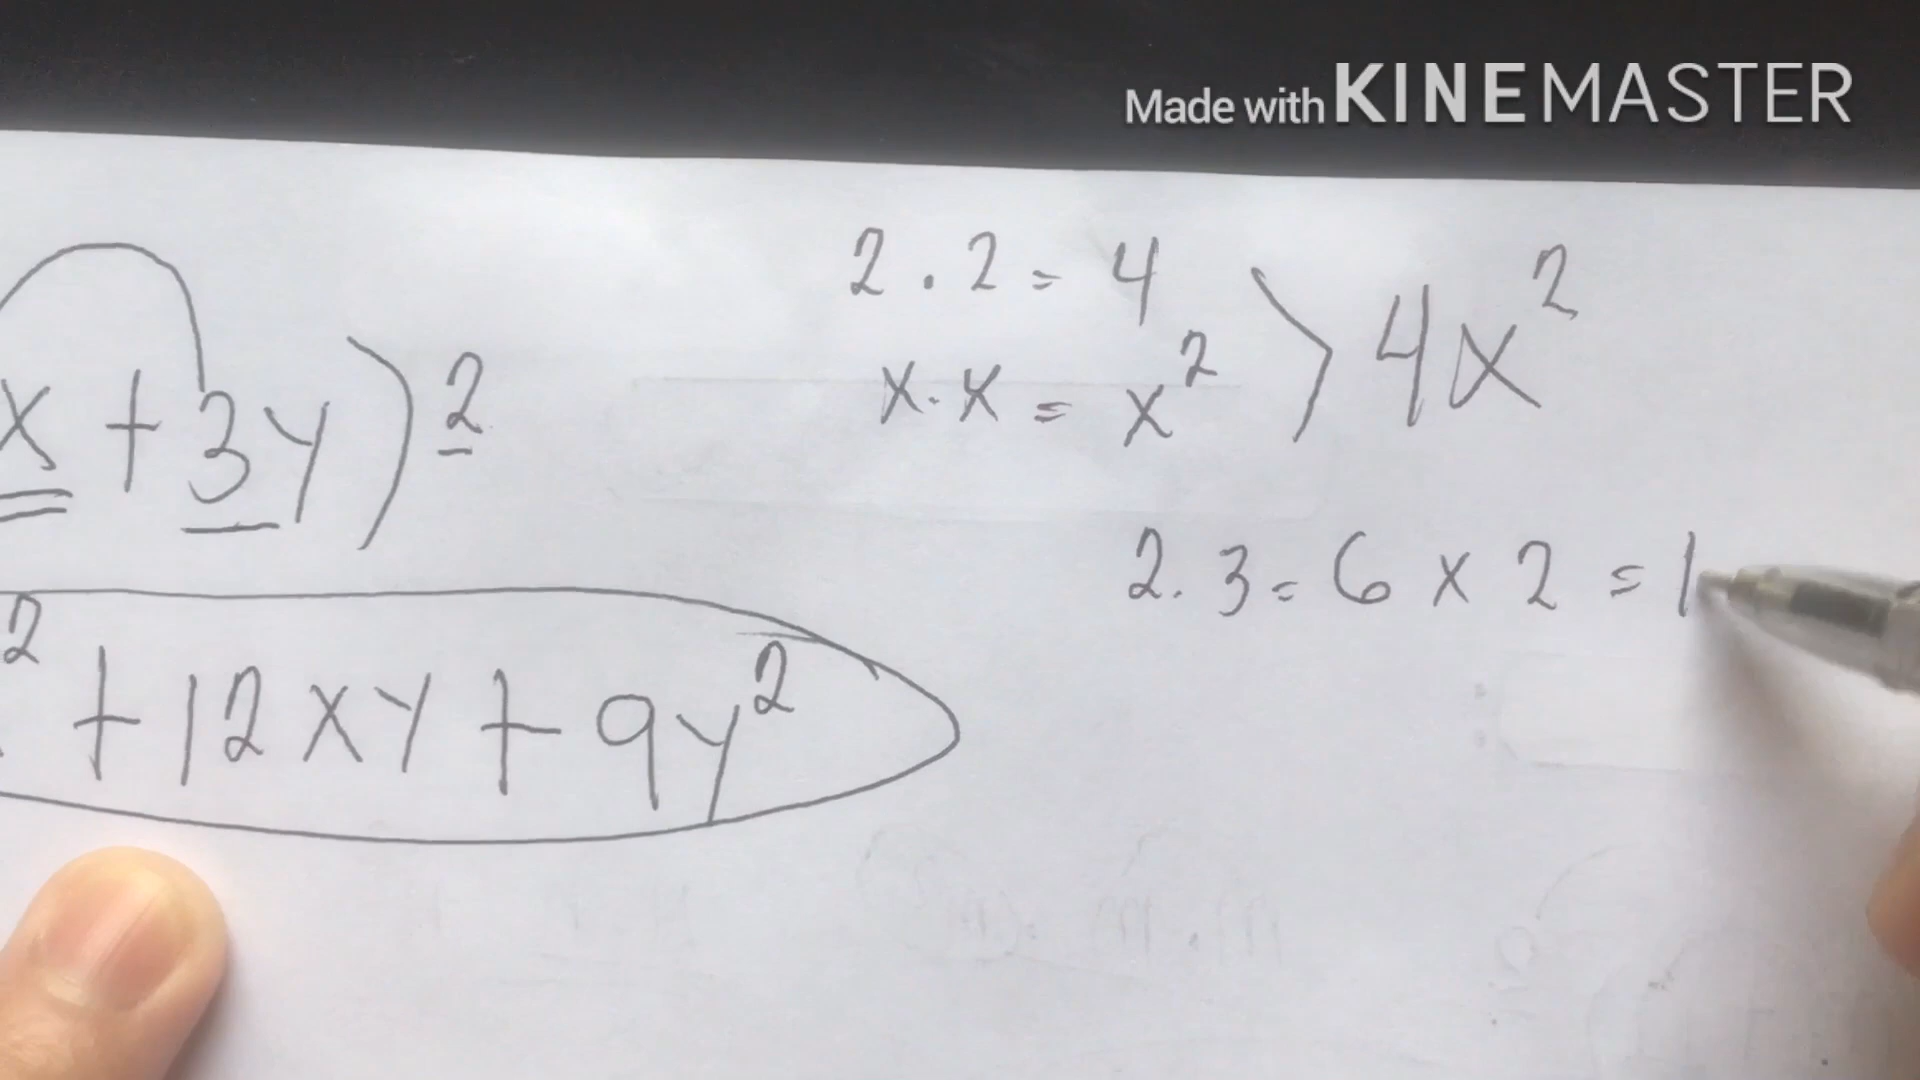 Made with KINEMASTER
x + 3y)²
² + 12xy + 9y²
2 . 2 = 4
x . x = x²
> 4x²
2 . 3 = 6 x 2 = 1